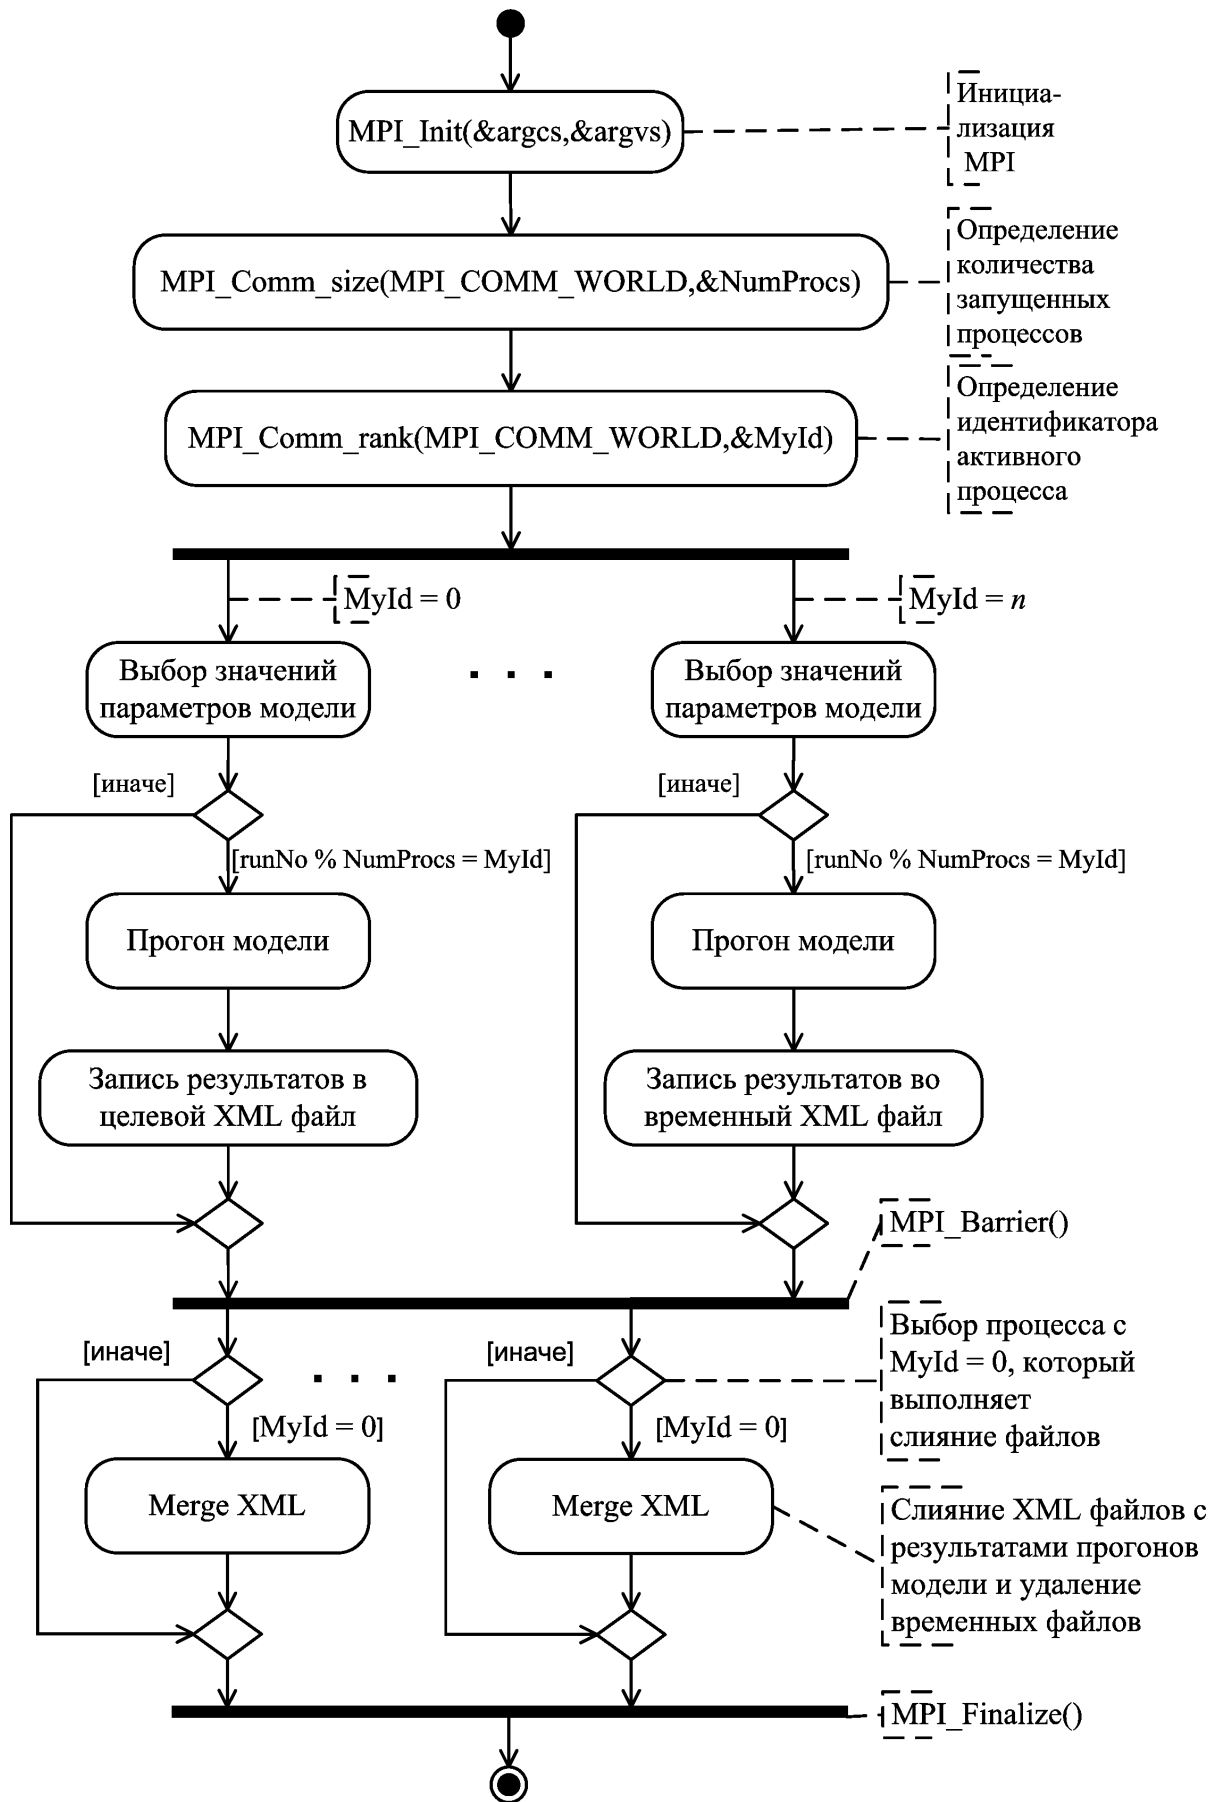 MPI_Init(&argcs,&argvs)
Инициа-
лизация
MPI
MPI_Comm_size(MPI_COMM_WORLD,&NumProcs)
Определение
количества
запущенных
процессов
MPI_Comm_rank(MPI_COMM_WORLD,&MyId)
Определение
идентификатора
активного
процесса
MyId = 0
MyId = n
Выбор значений
параметров модели
. . .
Выбор значений
параметров модели
[иначе]
[runNo % NumProcs = MyId]
[иначе]
[runNo % NumProcs = MyId]
Прогон модели
Прогон модели
Запись результатов в
целевой XML файл
Запись результатов во
временный XML файл
MPI_Barrier()
[иначе]
. . .
[иначе]
Выбор процесса с
MyId = 0, который
выполняет
слияние файлов
[MyId = 0]
[MyId = 0]
Merge XML
Merge XML
Слияние XML файлов с
результатами прогонов
модели и удаление
временных файлов
MPI_Finalize()